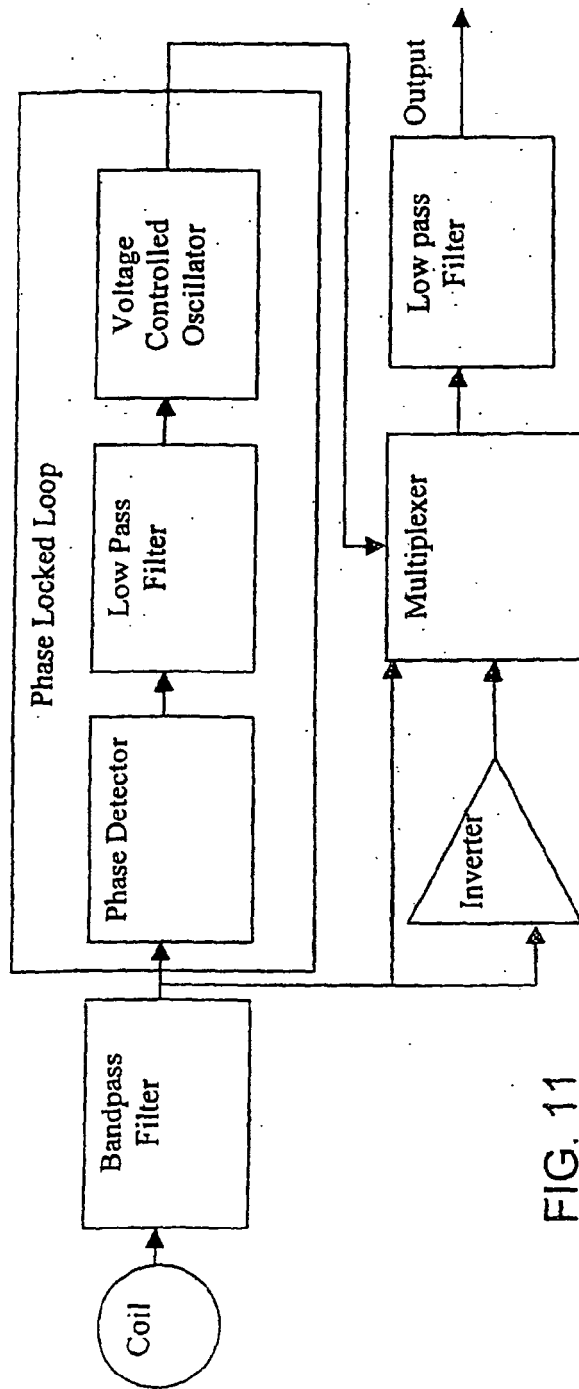 Coil
Bandpass
Filter
Phase Locked Loop
Phase Detector
Low Pass
Filter
Voltage
Controlled
Oscillator
Inverter
Multiplexer
Low pass
Filter
Output
FIG. 11